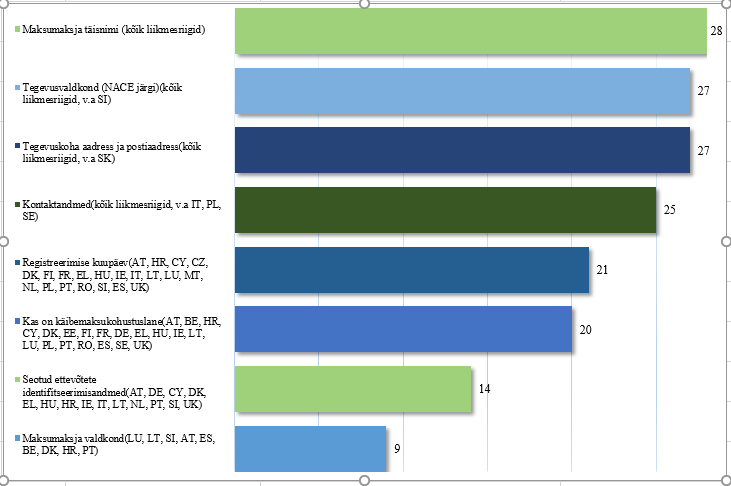 Maksumaksja täisnimi (kõik liikmesriigid)
28
Tegevusvaldkond (NACE järgi)(kõik
liikmesriigid, v.a SI)
27
Tegevuskoha aadress ja postiaadress(kõik
liikmesriigid, v.a SK)
27
Kontaktandmed(kõik liikmesriigid, v.a IT, PL,
SE)
25
Registreerimise kuupäev(AT, HR, CY, CZ,
DK, FI, FR, EL, HU, IE, IT, LT, LU, MT,
NL, PL, PT, RO, SI, ES, UK)
21
Kas on käibemaksukohustuslane(AT, BE, HR,
CY, DK, EE, FI, FR, DE, EL, HU, IE, LT,
LU, PL, PT, RO, ES, SE, UK)
20
Seotud ettevõtete
identifitseerimisandmed(AT, DE, CY, DK,
EL, HU, HR, IE, IT, LT, NL, PT, SI, UK)
14
Maksumaksja valdkond(LU, LT, SI, AT, ES,
BE, DK, HR, PT)
9